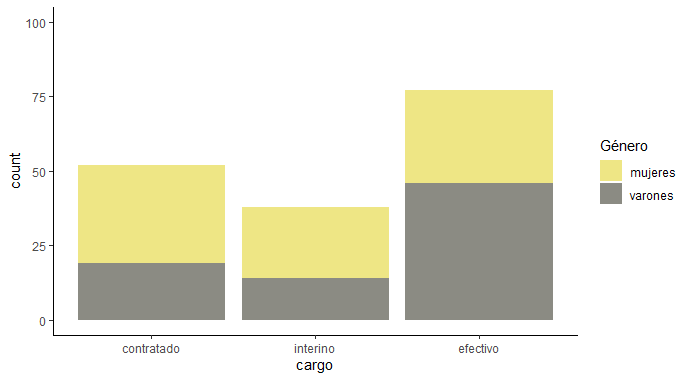 100
75
50
25
0
count
contratado
interino
efectivo
cargo
Género
mujeres
varones